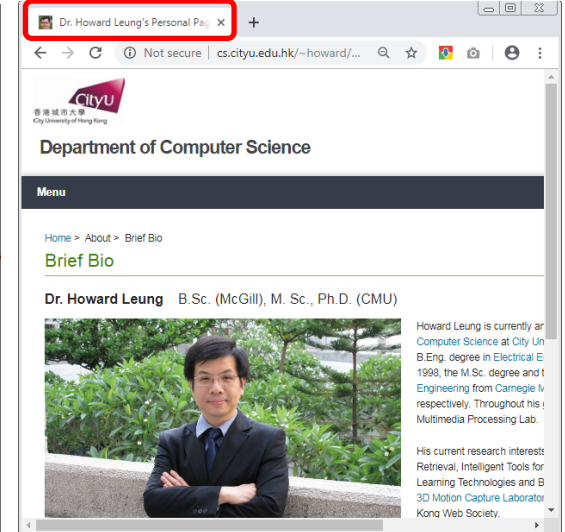 Dr. Howard Leung's Personal Pag
Not secure | cs.cityu.edu.hk/~howard/...
CityU
香港城市大學
City University of Hong Kong
Department of Computer Science
Menu
Home > About > Brief Bio
Brief Bio
Dr. Howard Leung B.Sc. (McGill), M. Sc., Ph.D. (CMU)
Howard Leung is currently an
Computer Science at City Un
B.Eng. degree in Electrical E
1998, the M.Sc. degree and t
Engineering from Carnegie M
respectively. Throughout his g
Multimedia Processing Lab.
His current research interests
Retrieval, Intelligent Tools for
Learning Technologies and B
3D Motion Capture Laborator
Kong Web Society.